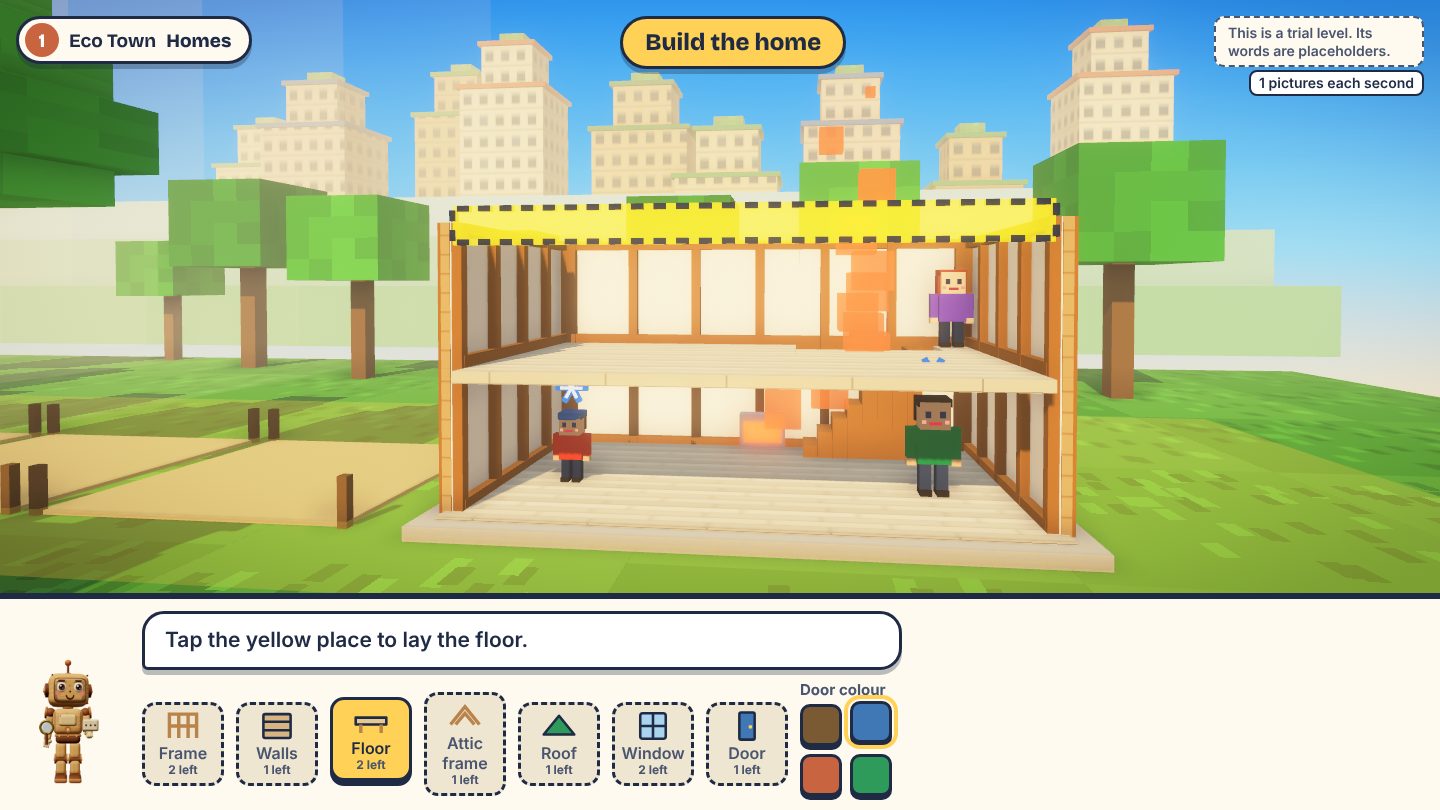 1 Eco Town Homes
Build the home
This is a trial level. Its
words are placeholders.
1 pictures each second
Tap the yellow place to lay the floor.
Door colour
Frame
2 left
Walls
1 left
Floor
2 left
Attic
frame
1 left
Roof
1 left
Window
2 left
Door
1 left